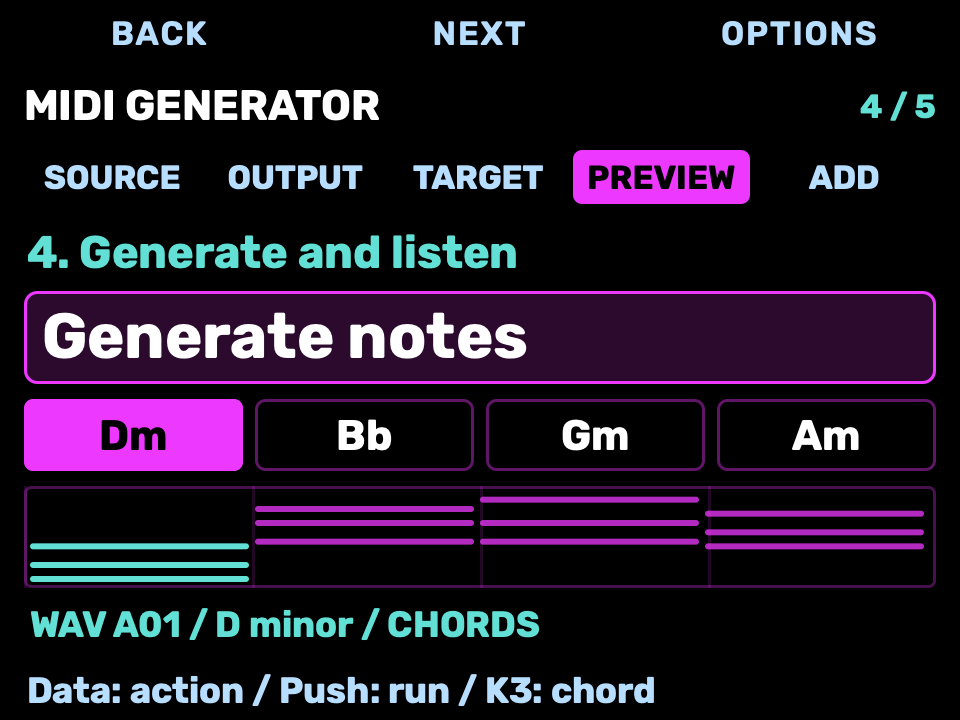 BACK NEXT OPTIONS
MIDI GENERATOR 4 / 5
SOURCE OUTPUT TARGET PREVIEW ADD
4. Generate and listen
Generate notes
Dm Bb Gm Am
WAV A01 / D minor / CHORDS
Data: action / Push: run / K3: chord